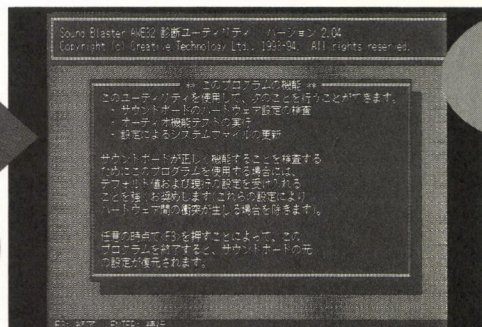 Sound Blaster AWE32 診断ユーティリティ バージョン 2.04
Copyright (c) Creative Technology Ltd., 1993-94. All rights reserved.
** このプログラムの機能 **
このユーティリティを使用して、次のことを行うことができます。
- サウンドボードのハードウェア設定の検査
- オーディオ機能テストの実行
- 設定によるシステムファイルの更新
サウンドボードが正しく機能することを検査する
ためにこのプログラムを使用する場合には、
デフォルト値および現行の設定を受け入れる
ことを強くお奨めします(これらの設定により
ハードウェア間の衝突が生じる場合を除きます)。
任意の時点で<F3>を押すことによって、この
プログラムを終了すると、サウンドボードの元
の設定が復元されます。